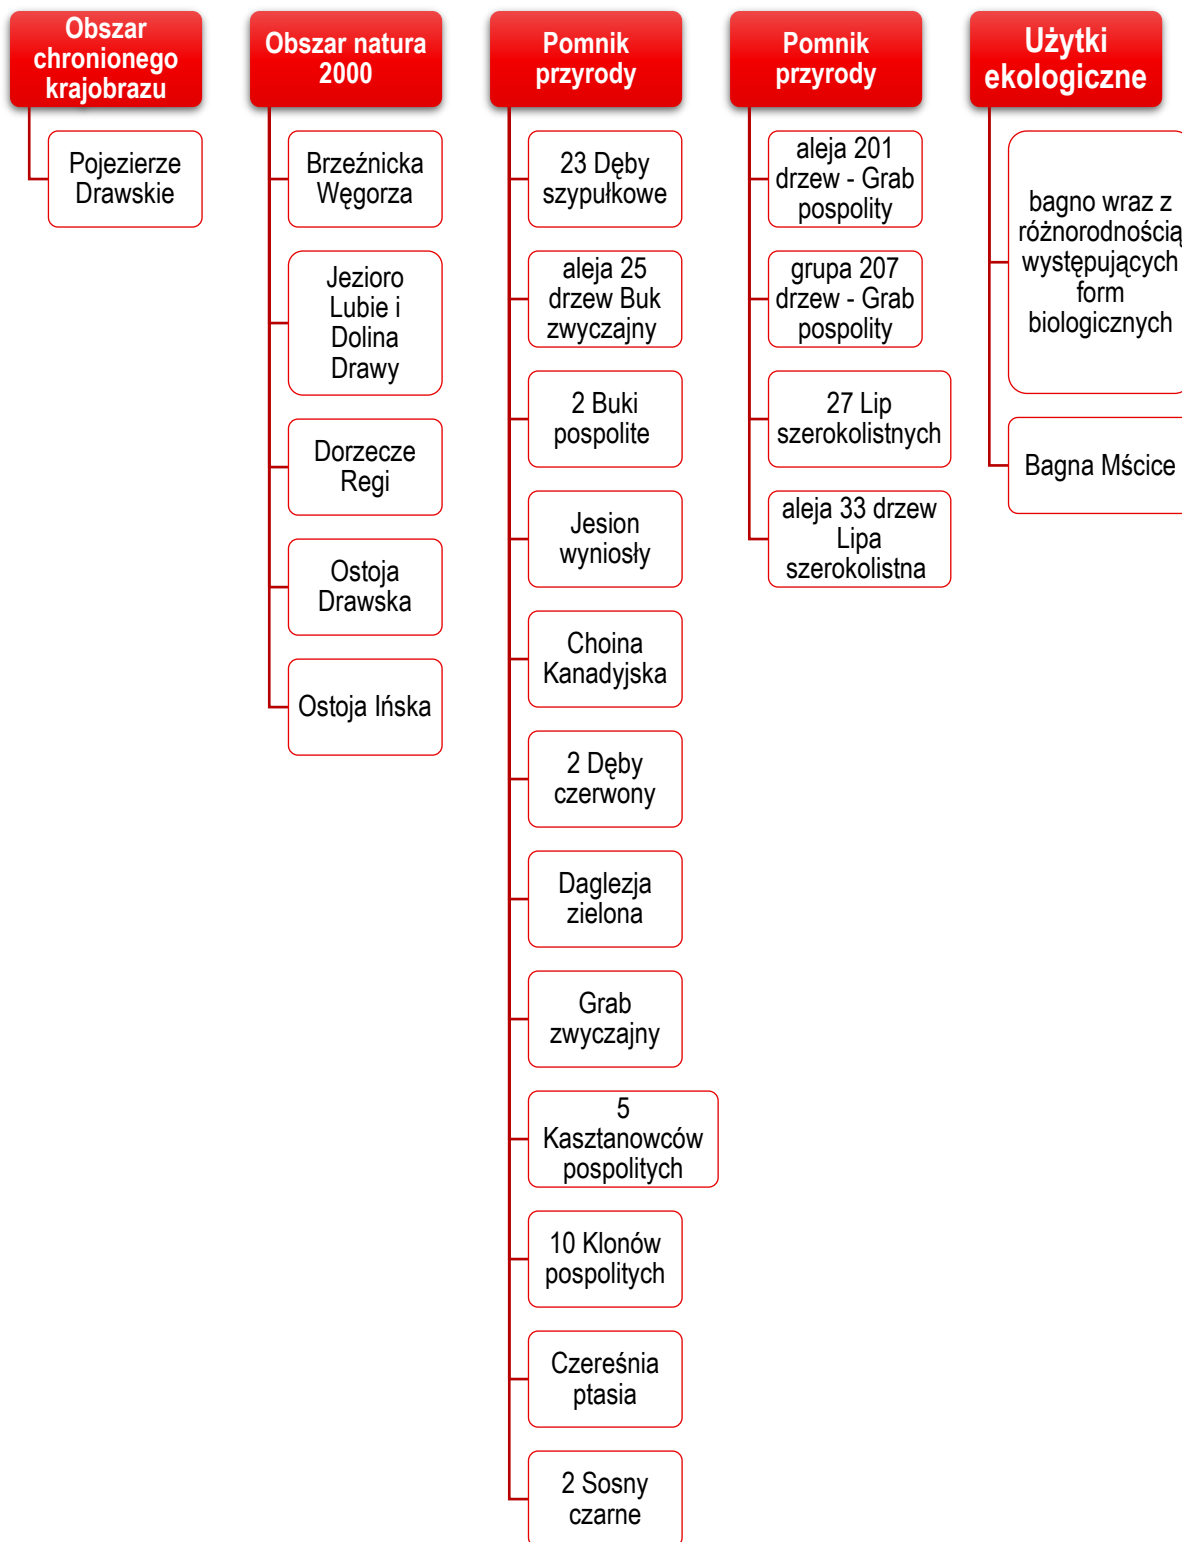 Obszar
chronionego
krajobrazu
Pojezierze
Drawskie
Obszar natura
2000
Brzeźnicka
Węgorza
Jezioro
Lubie i
Dolina
Drawy
Dorzecze
Regi
Ostoja
Drawska
Ostoja Ińska
Pomnik
przyrody
23 Dęby
szypułkowe
aleja 25
drzew Buk
zwyczajny
2 Buki
pospolite
Jesion
wyniosły
Choina
Kanadyjska
2 Dęby
czerwony
Daglezja
zielona
Grab
zwyczajny
5
Kasztanowców
pospolitych
10 Klonów
pospolitych
Czereśnia
ptasia
2 Sosny
czarne
Pomnik
przyrody
aleja 201
drzew - Grab
pospolity
grupa 207
drzew - Grab
pospolity
27 Lip
szerokolistnych
aleja 33 drzew
Lipa
szerokolistna
Użytki
ekologiczne
bagno wraz z
różnorodnością
występujących
form
biologicznych
Bagna Mścice